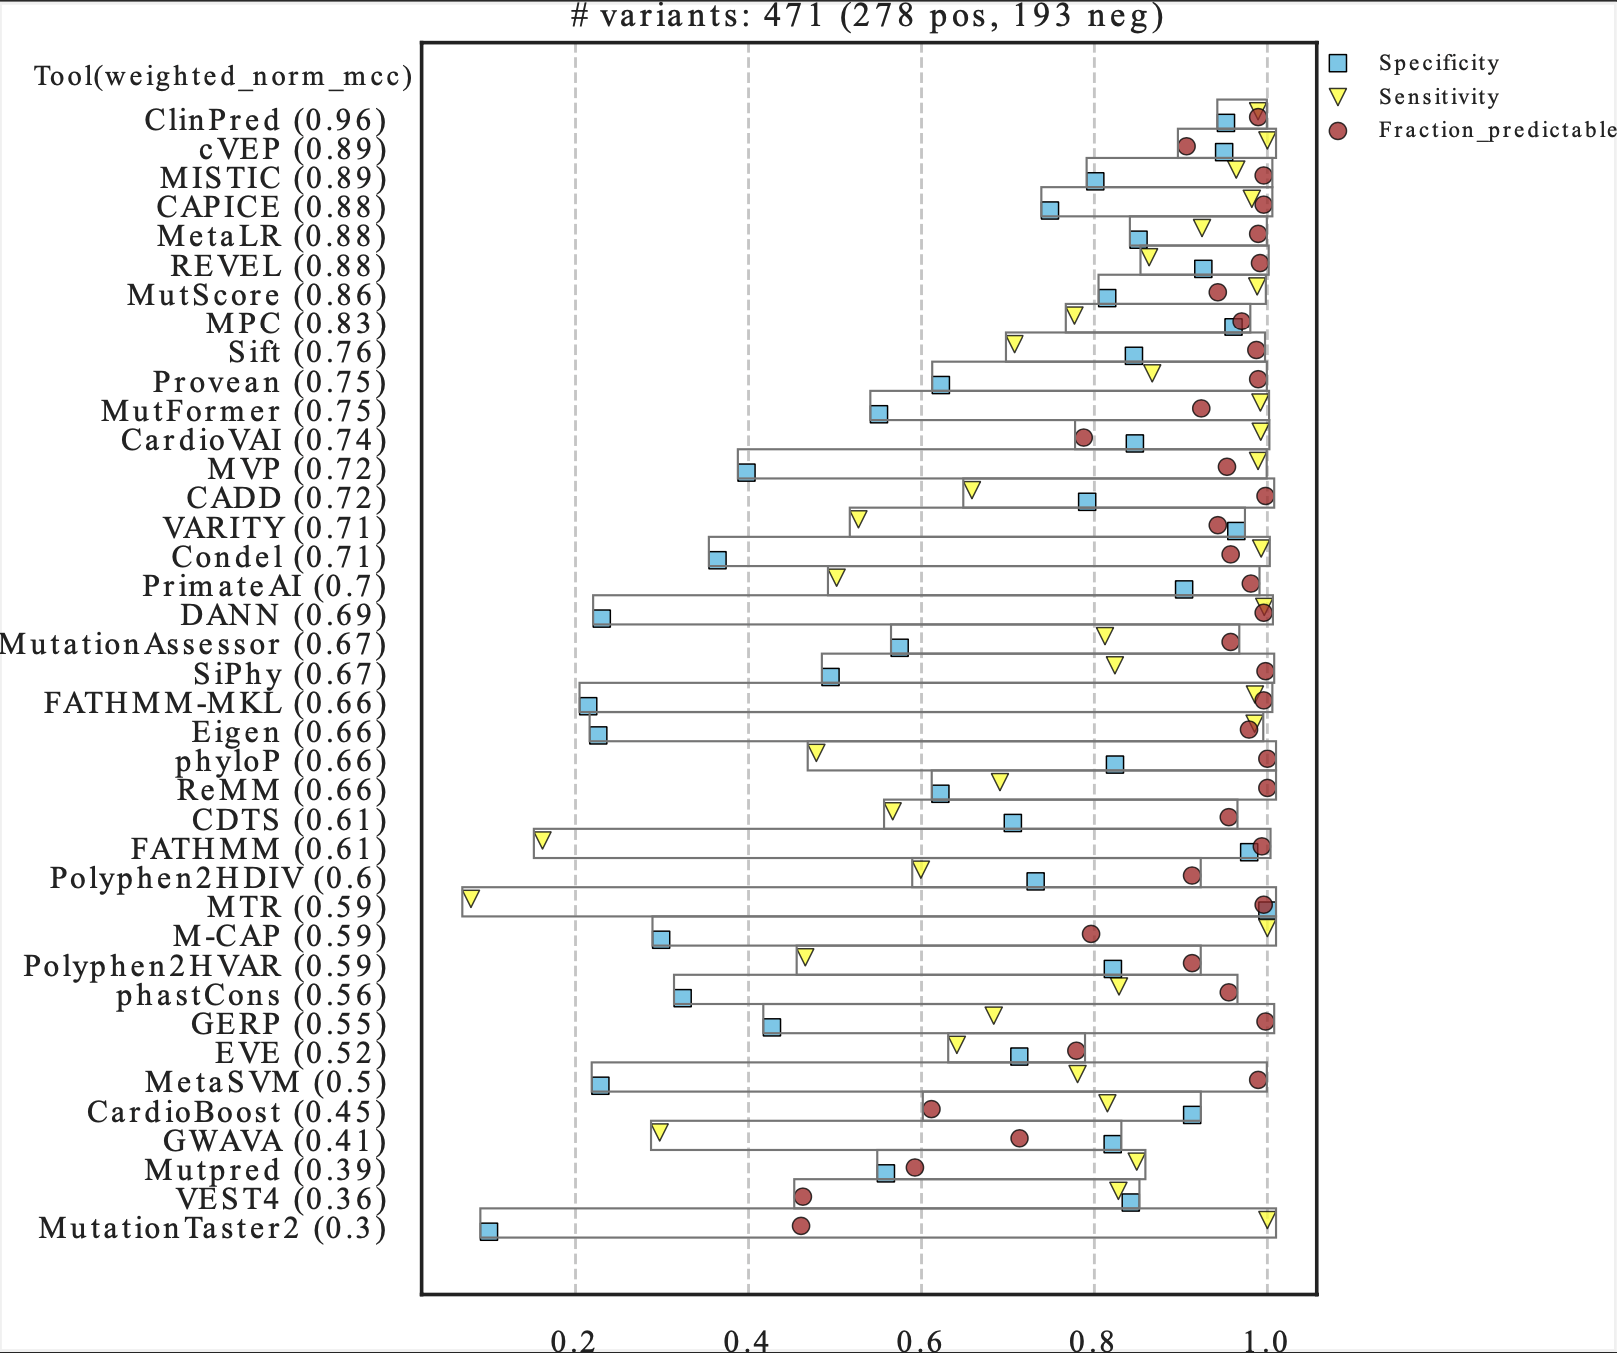 # variants: 471 (278 pos, 193 neg)
Tool(weighted_norm_mcc)
ClinPred (0.96)
cVEP (0.89)
MISTIC (0.89)
CAPICE (0.88)
MetaLR (0.88)
REVEL (0.88)
MutScore (0.86)
MPC (0.83)
Sift (0.76)
Provean (0.75)
MutFormer (0.75)
CardioVAI (0.74)
MVP (0.72)
CADD (0.72)
VARITY (0.71)
Condel (0.71)
PrimateAI (0.7)
DANN (0.69)
MutationAssessor (0.67)
SiPhy (0.67)
FATHMM-MKL (0.66)
Eigen (0.66)
phyloP (0.66)
ReMM (0.66)
CDTS (0.61)
FATHMM (0.61)
Polyphen2HDIV (0.6)
MTR (0.59)
M-CAP (0.59)
Polyphen2HVAR (0.59)
phastCons (0.56)
GERP (0.55)
EVE (0.52)
MetaSVM (0.5)
CardioBoost (0.45)
GWAVA (0.41)
Mutpred (0.39)
VEST4 (0.36)
MutationTaster2 (0.3)
0.2 0.4 0.6 0.8 1.0
Specificity
Sensitivity
Fraction_predictable